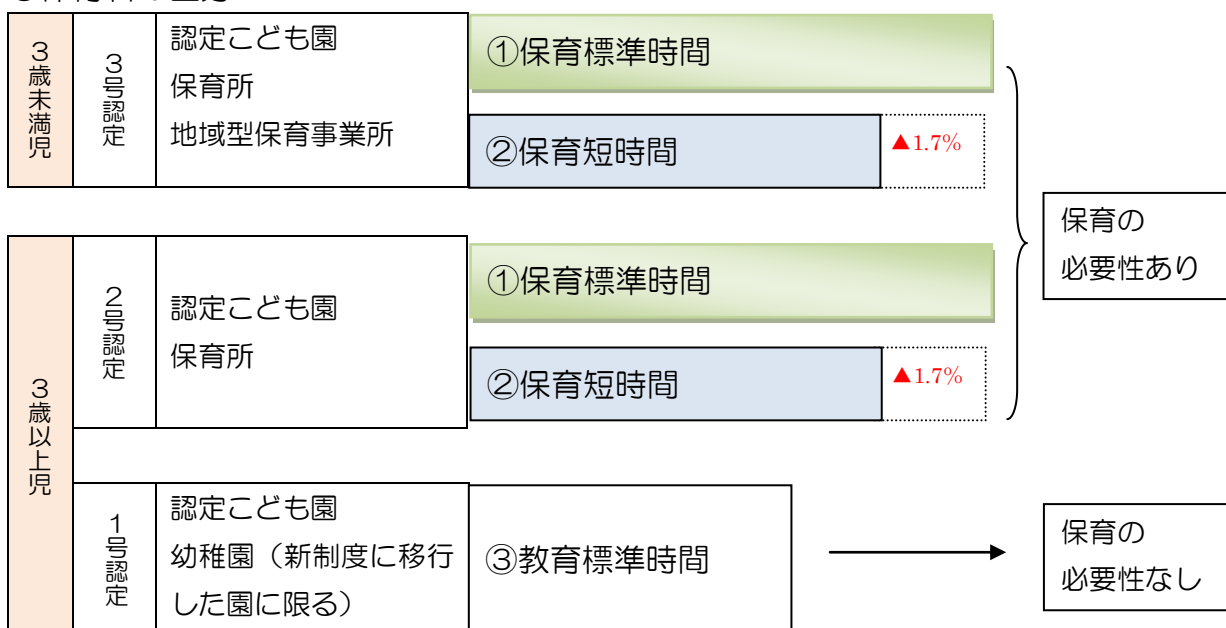 3歳未満児
3号認定
認定こども園
保育所
地域型保育事業所
①保育標準時間
②保育短時間
▲1.7%
保育の
必要性あり
3歳以上児
2号認定
認定こども園
保育所
①保育標準時間
②保育短時間
▲1.7%
1号認定
認定こども園
幼稚園（新制度に移行
した園に限る）
③教育標準時間
保育の
必要性なし